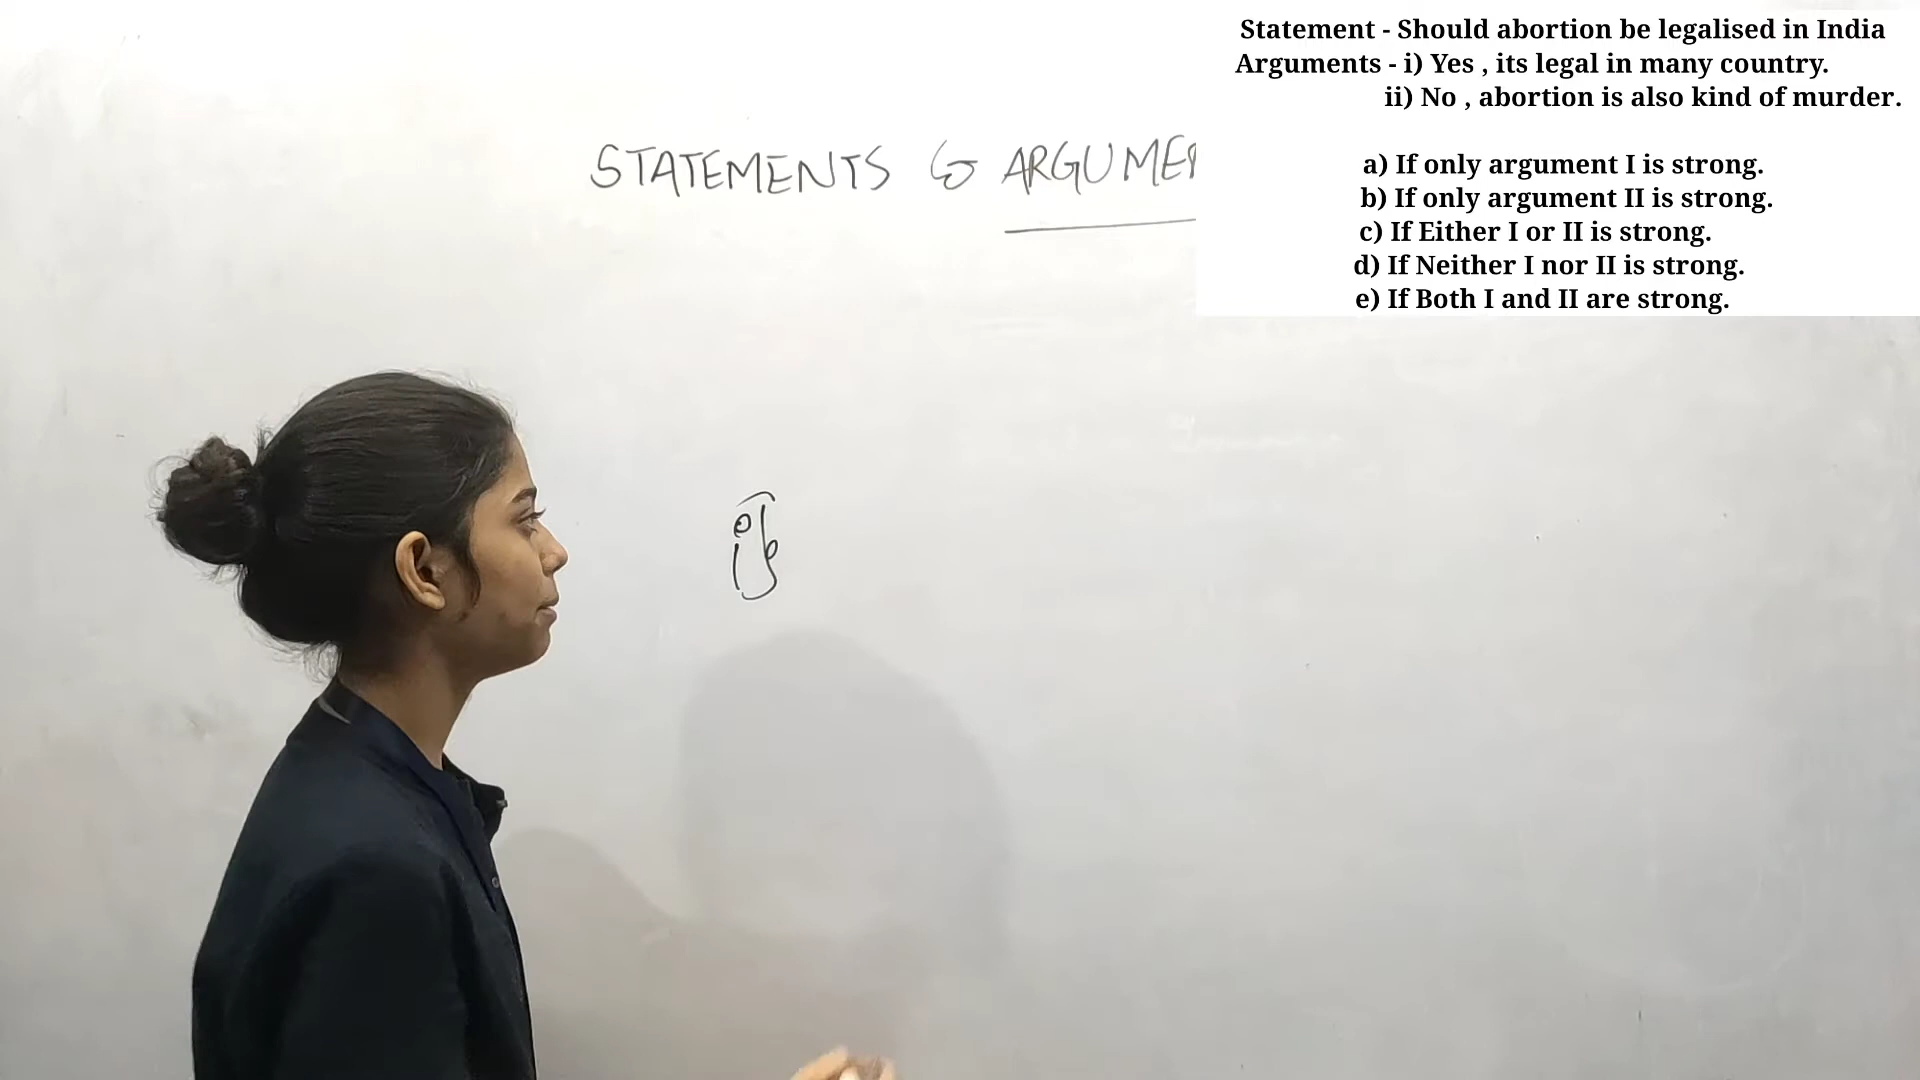 Statement - Should abortion be legalised in India
Arguments - i) Yes , its legal in many country.
ii) No , abortion is also kind of murder.
STATEMENTS & ARGUMEN
a) If only argument I is strong.
b) If only argument II is strong.
c) If Either I or II is strong.
d) If Neither I nor II is strong.
e) If Both I and II are strong.